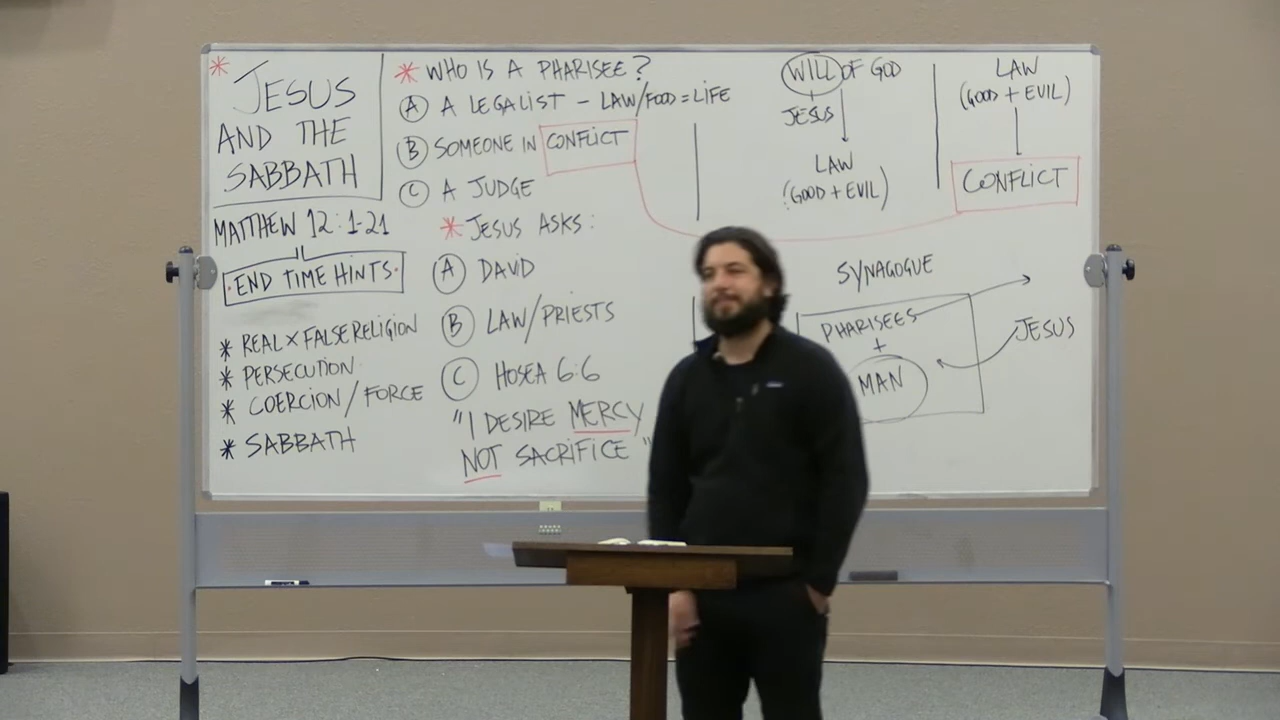 * JESUS
AND THE
SABBATH
MATTHEW 12:1-21
• END TIME HINTS •
* REAL X FALSE RELIGION
* PERSECUTION
* COERCION / FORCE
* SABBATH
* WHO IS A PHARISEE?
A A LEGALIST - LAW/FOOD = LIFE
B SOMEONE IN CONFLICT
C A JUDGE
* JESUS ASKS:
A DAVID
B LAW/PRIESTS
C HOSEA 6:6
"I DESIRE MERCY
NOT SACRIFICE"
WILL OF GOD
JESUS
LAW
(GOOD + EVIL)
LAW
(GOOD + EVIL)
CONFLICT
SYNAGOGUE
PHARISEES
+
MAN
JESUS